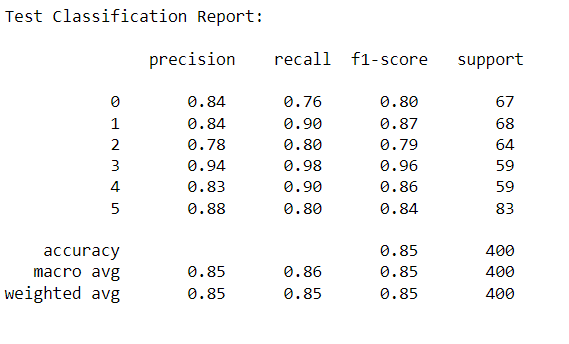 Test Classification Report:
precision recall f1-score support
0 0.84 0.76 0.80 67
1 0.84 0.90 0.87 68
2 0.78 0.80 0.79 64
3 0.94 0.98 0.96 59
4 0.83 0.90 0.86 59
5 0.88 0.80 0.84 83
accuracy 0.85 400
macro avg 0.85 0.86 0.85 400
weighted avg 0.85 0.85 0.85 400